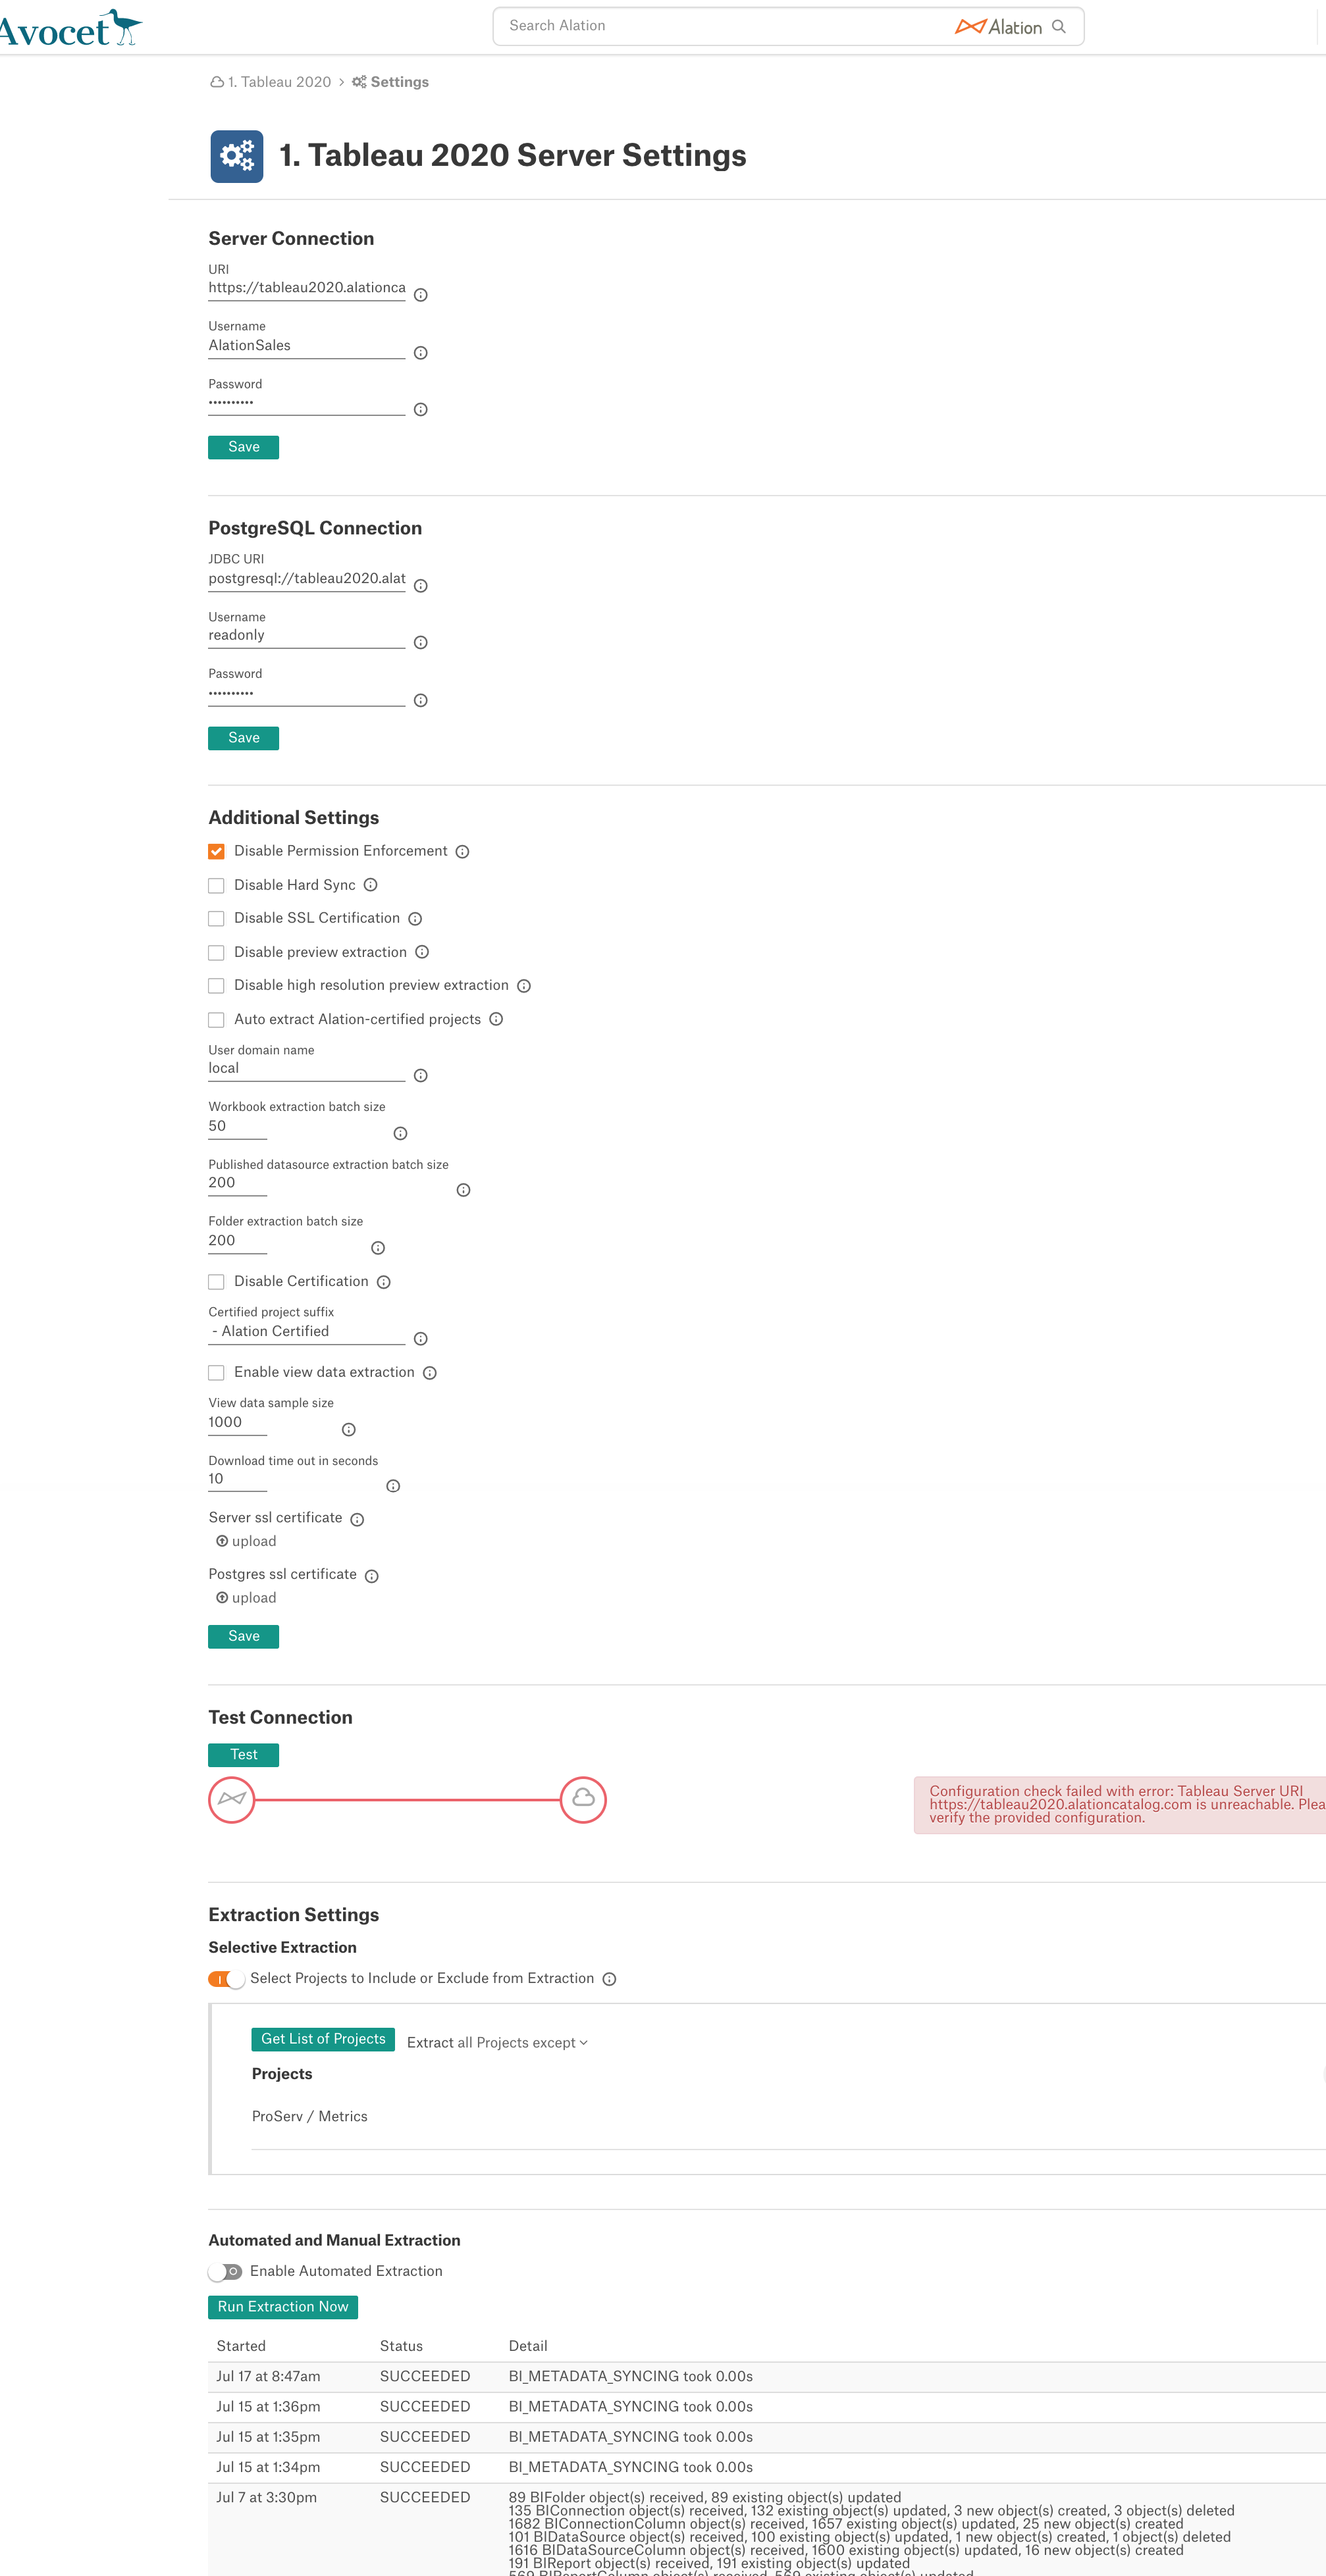 Avocet
Search Alation
Alation
1. Tableau 2020 › Settings
1. Tableau 2020 Server Settings
Server Connection
URI
https://tableau2020.alationca
Username
AlationSales
Password
••••••••••
Save
PostgreSQL Connection
JDBC URI
postgresql://tableau2020.alat
Username
readonly
Password
••••••••••
Save
Additional Settings
Disable Permission Enforcement
Disable Hard Sync
Disable SSL Certification
Disable preview extraction
Disable high resolution preview extraction
Auto extract Alation-certified projects
User domain name
local
Workbook extraction batch size
50
Published datasource extraction batch size
200
Folder extraction batch size
200
Disable Certification
Certified project suffix
- Alation Certified
Enable view data extraction
View data sample size
1000
Download time out in seconds
10
Server ssl certificate
upload
Postgres ssl certificate
upload
Save
Test Connection
Test
Configuration check failed with error: Tableau Server URI
https://tableau2020.alationcatalog.com is unreachable. Plea
verify the provided configuration.
Extraction Settings
Selective Extraction
Select Projects to Include or Exclude from Extraction
Get List of Projects Extract all Projects except
Projects
ProServ / Metrics
Automated and Manual Extraction
Enable Automated Extraction
Run Extraction Now
Started Status Detail
Jul 17 at 8:47am SUCCEEDED BI_METADATA_SYNCING took 0.00s
Jul 15 at 1:36pm SUCCEEDED BI_METADATA_SYNCING took 0.00s
Jul 15 at 1:35pm SUCCEEDED BI_METADATA_SYNCING took 0.00s
Jul 15 at 1:34pm SUCCEEDED BI_METADATA_SYNCING took 0.00s
Jul 7 at 3:30pm SUCCEEDED 89 BIFolder object(s) received, 89 existing object(s) updated
135 BIConnection object(s) received, 132 existing object(s) updated, 3 new object(s) created, 3 object(s) deleted
1682 BIConnectionColumn object(s) received, 1657 existing object(s) updated, 25 new object(s) created
101 BIDataSource object(s) received, 100 existing object(s) updated, 1 new object(s) created, 1 object(s) deleted
1616 BIDataSourceColumn object(s) received, 1600 existing object(s) updated, 16 new object(s) created
191 BIReport object(s) received, 191 existing object(s) updated
569 BIReportColumn object(s) received, 569 existing object(s) updated